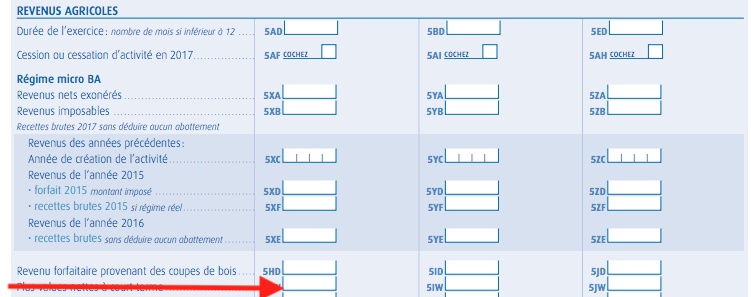 REVENUS AGRICOLES
Durée de l'exercice : nombre de mois si inférieur à 12 ..... 5AD 5BD 5ED
Cession ou cessation d'activité en 2017 ........ 5AF COCHEZ 5AI COCHEZ 5AH COCHEZ
Régime micro BA
Revenus nets exonérés ........ 5XA 5YA 5ZA
Revenus imposables ........ 5XB 5YB 5ZB
Recettes brutes 2017 sans déduire aucun abattement
Revenus des années précédentes :
Année de création de l'activité ........ 5XC 5YC 5ZC
Revenus de l'année 2015
- forfait 2015 montant imposé ........ 5XD 5YD 5ZD
- recettes brutes 2015 si régime réel ........ 5XF 5YF 5ZF
Revenus de l'année 2016
- recettes brutes sans déduire aucun abattement ........ 5XE 5YE 5ZE
Revenu forfaitaire provenant des coupes de bois .... 5HD 5ID 5JD
Plus-values nettes à court terme 5IW 5JW